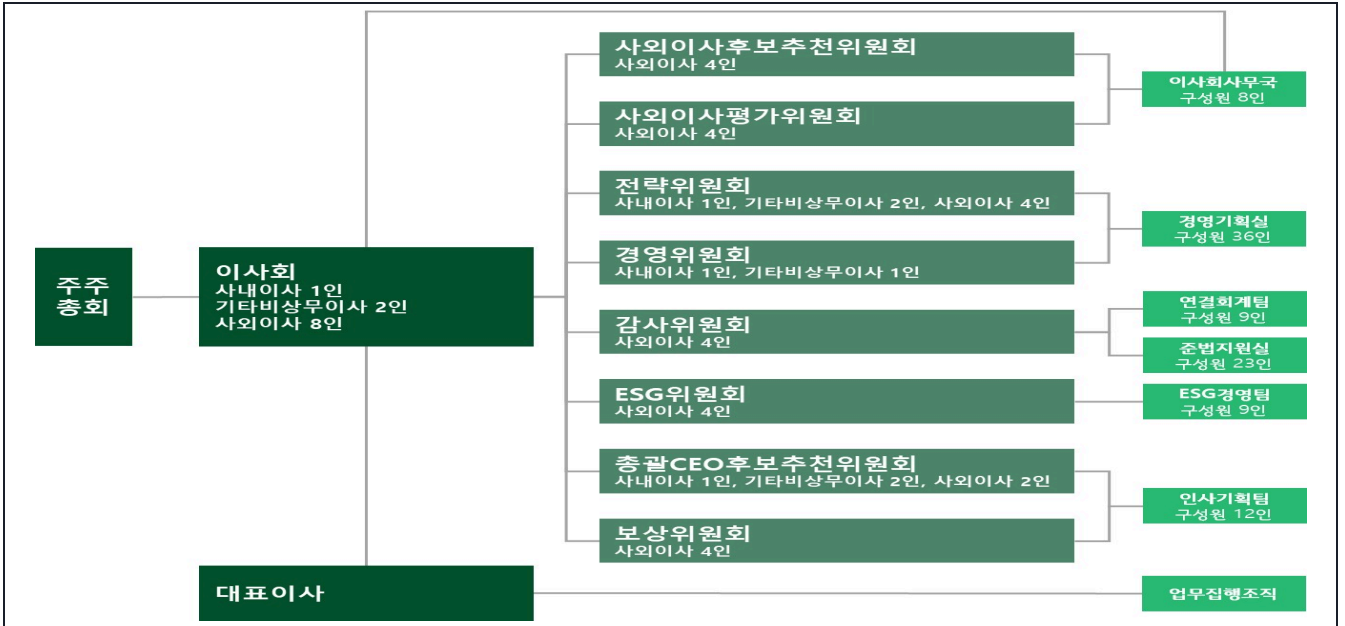 주주
총회
이사회
사내이사 1인
기타비상무이사 2인
사외이사 8인
대표이사
사외이사후보추천위원회
사외이사 4인
사외이사평가위원회
사외이사 4인
전략위원회
사내이사 1인, 기타비상무이사 2인, 사외이사 4인
경영위원회
사내이사 1인, 기타비상무이사 1인
감사위원회
사외이사 4인
ESG위원회
사외이사 4인
총괄CEO후보추천위원회
사내이사 1인, 기타비상무이사 2인, 사외이사 2인
보상위원회
사외이사 4인
이사회사무국
구성원 8인
경영기획실
구성원 36인
연결회계팀
구성원 9인
준법지원실
구성원 23인
ESG경영팀
구성원 9인
인사기획팀
구성원 12인
업무집행조직